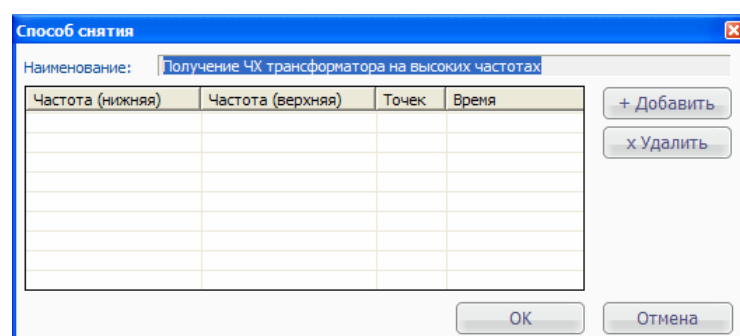 Способ снятия
Наименование: Получение ЧХ трансформатора на высоких частотах
Частота (нижняя) Частота (верхняя) Точек Время
+ Добавить
x Удалить
OK Отмена